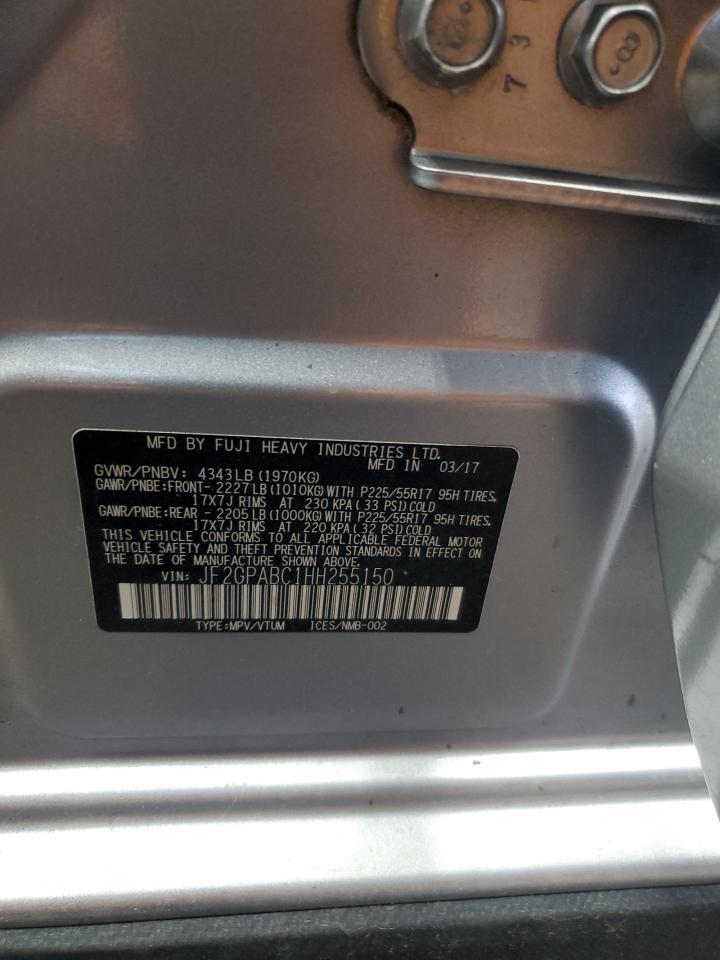 7 3 1
8
MFD BY FUJI HEAVY INDUSTRIES LTD.
GVWR/PNBV: 4343LB (1970KG) MFD IN 03/17
GAWR/PNBE:FRONT-2227LB(1010KG)WITH P225/55R17 95H TIRES,
17X7J RIMS AT 230 KPA (33 PSI)COLD
GAWR/PNBE:REAR -2205LB(1000KG)WITH P225/55R17 95H TIRES,
17X7J RIMS AT 220 KPA (32 PSI)COLD
THIS VEHICLE CONFORMS TO ALL APPLICABLE FEDERAL MOTOR
VEHICLE SAFETY AND THEFT PREVENTION STANDARDS IN EFFECT ON
THE DATE OF MANUFACTURE SHOWN ABOVE.
VIN: JF2GPABC1HH255150
TYPE:MPV/VTUM ICES/NMB-002